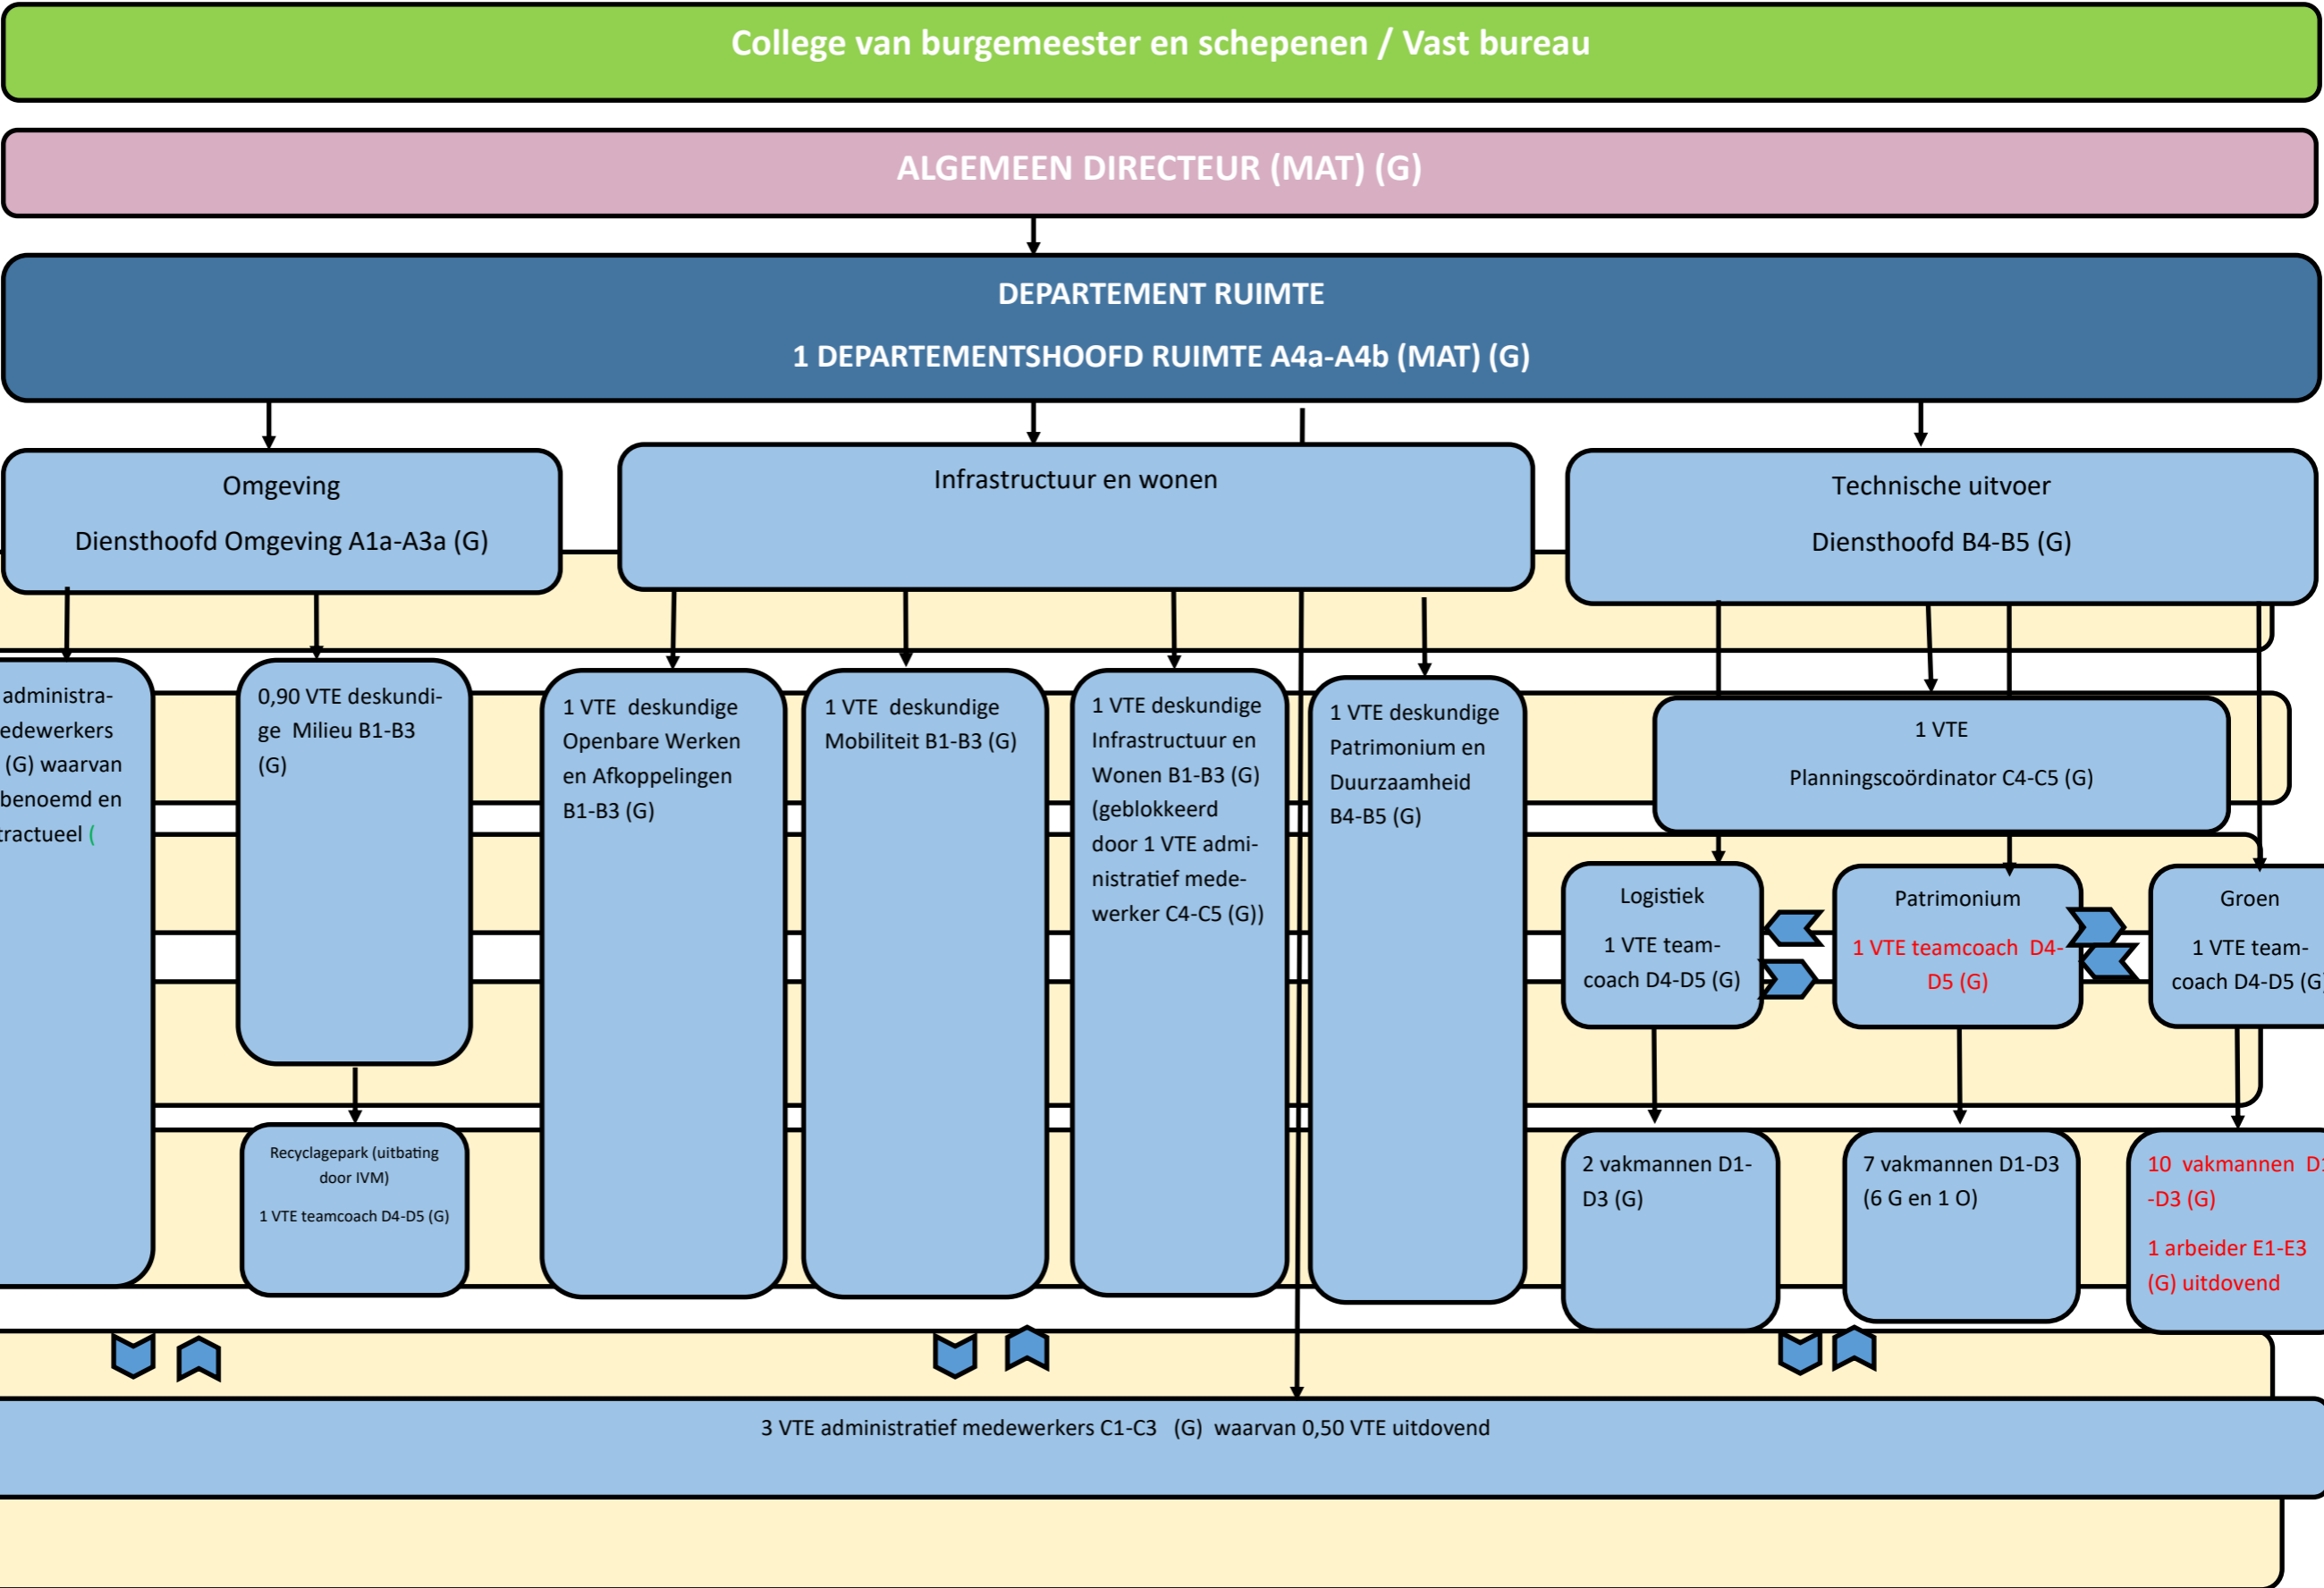 College van burgemeester en schepenen / Vast bureau
ALGEMEEN DIRECTEUR (MAT) (G)
DEPARTEMENT RUIMTE
1 DEPARTEMENTSHOOFD RUIMTE A4a-A4b (MAT) (G)
Omgeving
Diensthoofd Omgeving A1a-A3a (G)
Infrastructuur en wonen
Technische uitvoer
Diensthoofd B4-B5 (G)
administra-
edewerkers
(G) waarvan
benoemd en
tractueel (
0,90 VTE deskundi-
ge Milieu B1-B3
(G)
1 VTE deskundige
Openbare Werken
en Afkoppelingen
B1-B3 (G)
1 VTE deskundige
Mobiliteit B1-B3 (G)
1 VTE deskundige
Infrastructuur en
Wonen B1-B3 (G)
(geblokkeerd
door 1 VTE admi-
nistratief mede-
werker C4-C5 (G))
1 VTE deskundige
Patrimonium en
Duurzaamheid
B4-B5 (G)
1 VTE
Planningscoördinator C4-C5 (G)
Logistiek
1 VTE team-
coach D4-D5 (G)
Patrimonium
1 VTE teamcoach D4-
D5 (G)
Groen
1 VTE team-
coach D4-D5 (G)
Recyclagepark (uitbating
door IVM)
1 VTE teamcoach D4-D5 (G)
2 vakmannen D1-
D3 (G)
7 vakmannen D1-D3
(6 G en 1 O)
10 vakmannen D1
-D3 (G)
1 arbeider E1-E3
(G) uitdovend
3 VTE administratief medewerkers C1-C3 (G) waarvan 0,50 VTE uitdovend